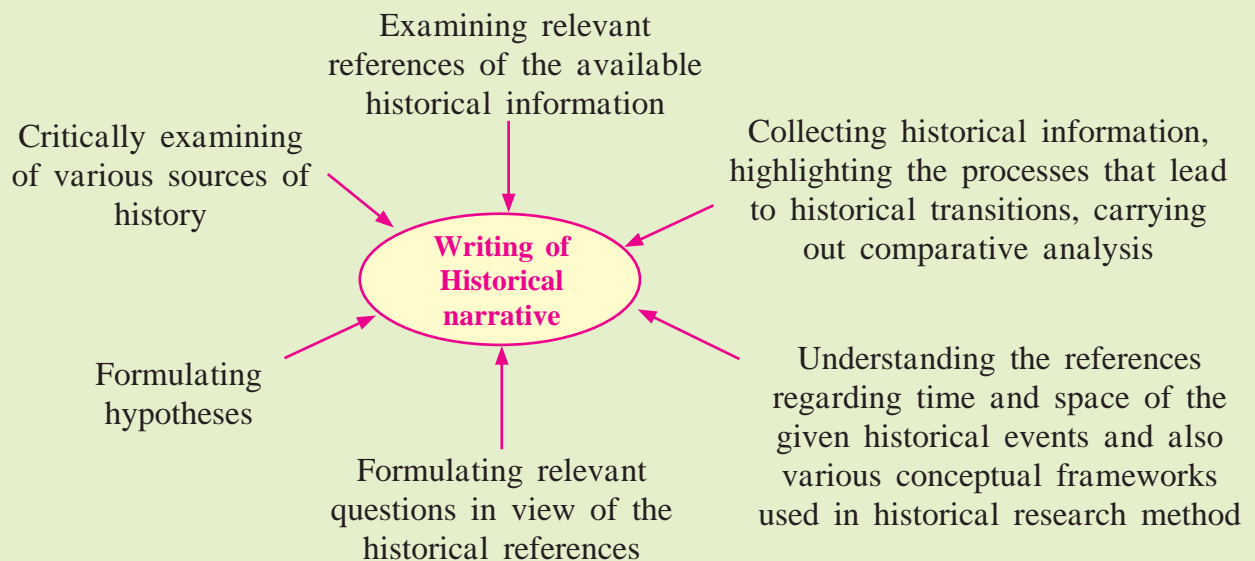 Examining relevant
references of the available
historical information
Critically examining
of various sources of
history
Collecting historical information,
highlighting the processes that lead
to historical transitions, carrying
out comparative analysis
Writing of
Historical
narrative
Formulating
hypotheses
Understanding the references
regarding time and space of the
given historical events and also
various conceptual frameworks
used in historical research method
Formulating relevant
questions in view of the
historical references